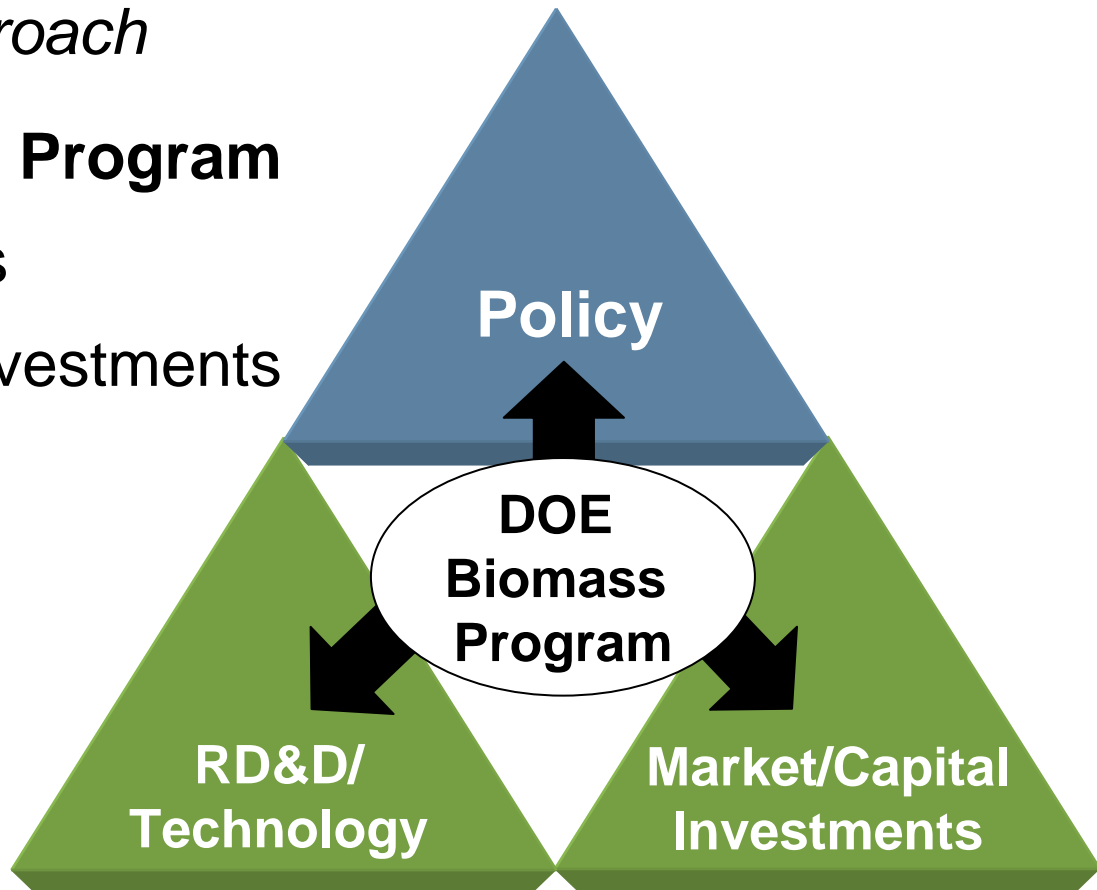 roach
Program
s
vestments
Policy
DOE
Biomass
Program
RD&D/
Technology
Market/Capital
Investments